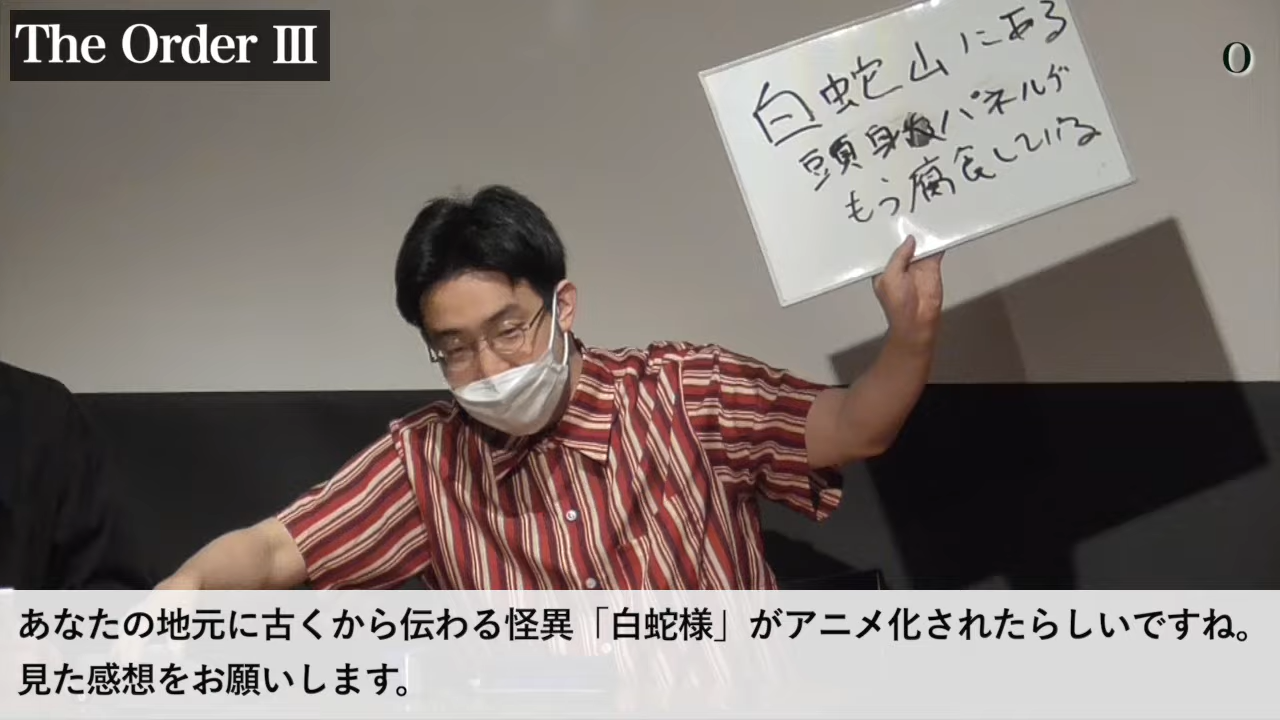 The Order Ⅲ
O
白蛇山にある
頭身大パネルが
もう腐食している
あなたの地元に古くから伝わる怪異「白蛇様」がアニメ化されたらしいですね。
見た感想をお願いします。